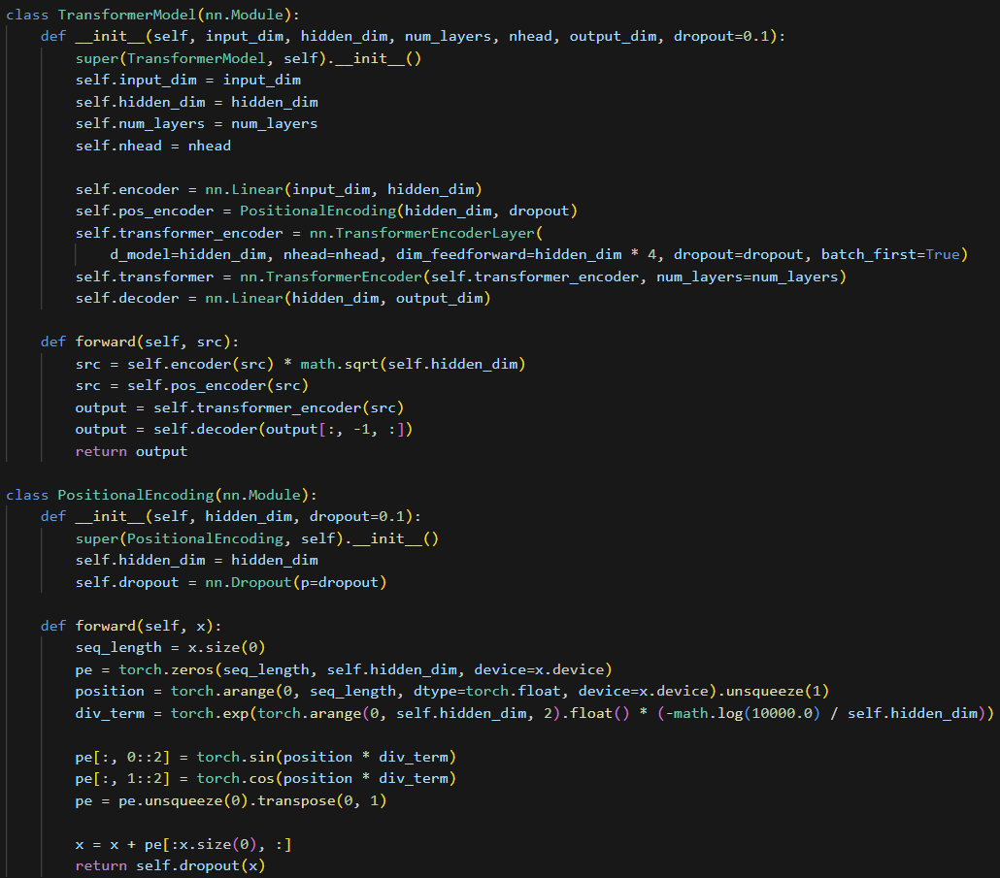 class TransformerModel(nn.Module):
    def __init__(self, input_dim, hidden_dim, num_layers, nhead, output_dim, dropout=0.1):
        super(TransformerModel, self).__init__()
        self.input_dim = input_dim
        self.hidden_dim = hidden_dim
        self.num_layers = num_layers
        self.nhead = nhead

        self.encoder = nn.Linear(input_dim, hidden_dim)
        self.pos_encoder = PositionalEncoding(hidden_dim, dropout)
        self.transformer_encoder = nn.TransformerEncoderLayer(
            d_model=hidden_dim, nhead=nhead, dim_feedforward=hidden_dim * 4, dropout=dropout, batch_first=True)
        self.transformer = nn.TransformerEncoder(self.transformer_encoder, num_layers=num_layers)
        self.decoder = nn.Linear(hidden_dim, output_dim)

    def forward(self, src):
        src = self.encoder(src) * math.sqrt(self.hidden_dim)
        src = self.pos_encoder(src)
        output = self.transformer_encoder(src)
        output = self.decoder(output[:, -1, :])
        return output

class PositionalEncoding(nn.Module):
    def __init__(self, hidden_dim, dropout=0.1):
        super(PositionalEncoding, self).__init__()
        self.hidden_dim = hidden_dim
        self.dropout = nn.Dropout(p=dropout)

    def forward(self, x):
        seq_length = x.size(0)
        pe = torch.zeros(seq_length, self.hidden_dim, device=x.device)
        position = torch.arange(0, seq_length, dtype=torch.float, device=x.device).unsqueeze(1)
        div_term = torch.exp(torch.arange(0, self.hidden_dim, 2).float() * (-math.log(10000.0) / self.hidden_dim))

        pe[:, 0::2] = torch.sin(position * div_term)
        pe[:, 1::2] = torch.cos(position * div_term)
        pe = pe.unsqueeze(0).transpose(0, 1)

        x = x + pe[:x.size(0), :]
        return self.dropout(x)